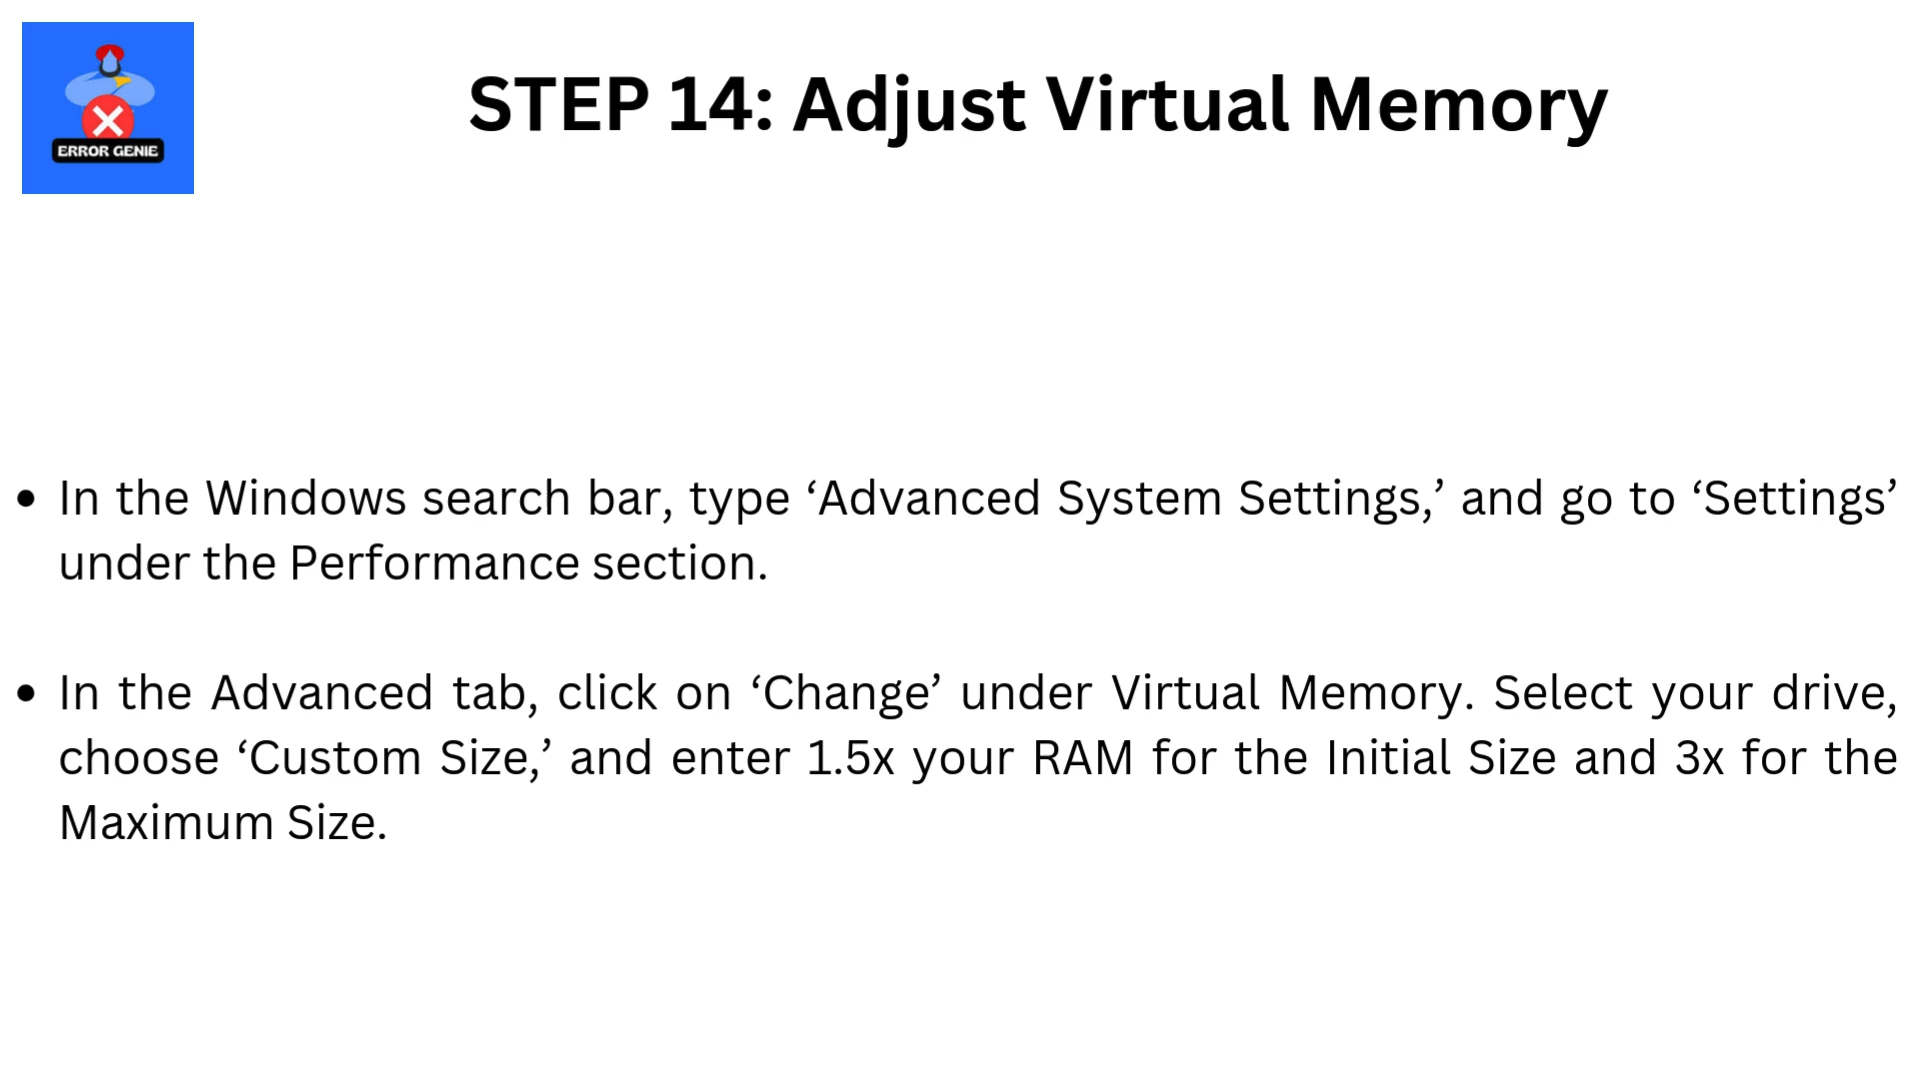 ERROR GENIE
STEP 14: Adjust Virtual Memory
• In the Windows search bar, type ‘Advanced System Settings,’ and go to ‘Settings’
under the Performance section.
• In the Advanced tab, click on ‘Change’ under Virtual Memory. Select your drive,
choose ‘Custom Size,’ and enter 1.5x your RAM for the Initial Size and 3x for the
Maximum Size.